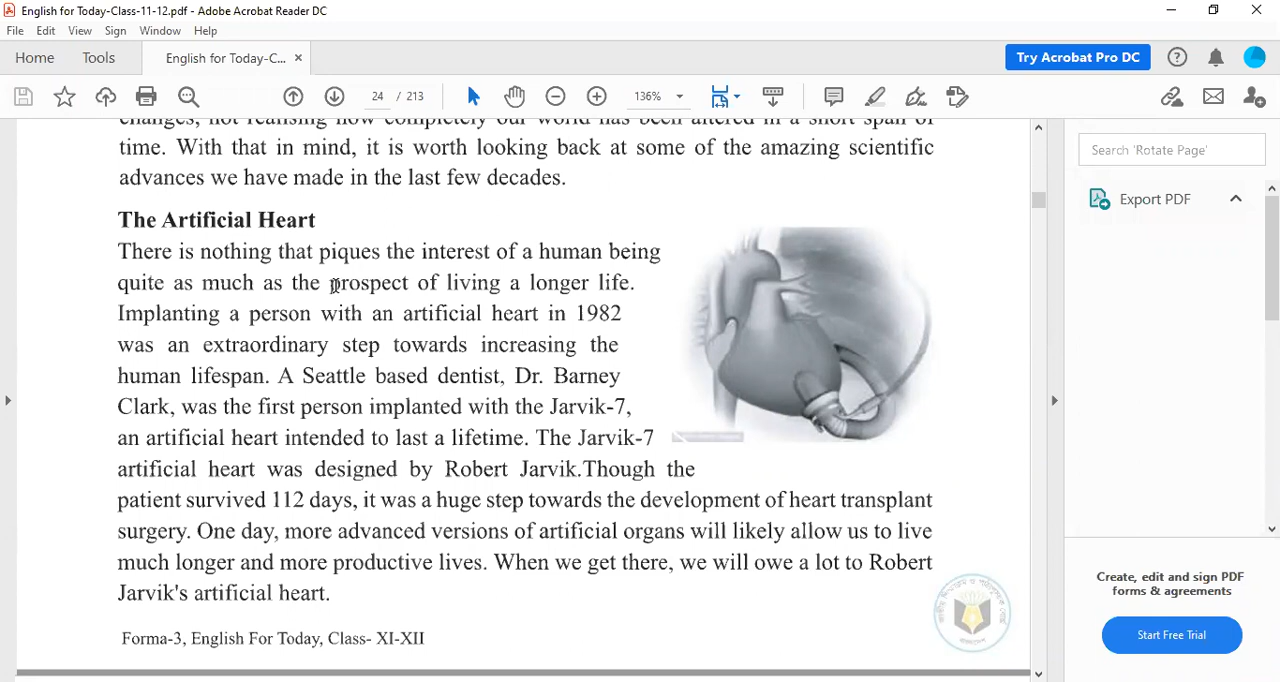 English for Today-Class-11-12.pdf - Adobe Acrobat Reader DC
File Edit View Sign Window Help
Home Tools English for Today-C... ×
Try Acrobat Pro DC
24 / 213 136%
Search 'Rotate Page'
Export PDF
changes, not realising how completely our world has been altered in a short span of
time. With that in mind, it is worth looking back at some of the amazing scientific
advances we have made in the last few decades.
The Artificial Heart
There is nothing that piques the interest of a human being
quite as much as the prospect of living a longer life.
Implanting a person with an artificial heart in 1982
was an extraordinary step towards increasing the
human lifespan. A Seattle based dentist, Dr. Barney
Clark, was the first person implanted with the Jarvik-7,
an artificial heart intended to last a lifetime. The Jarvik-7
artificial heart was designed by Robert Jarvik.Though the
patient survived 112 days, it was a huge step towards the development of heart transplant
surgery. One day, more advanced versions of artificial organs will likely allow us to live
much longer and more productive lives. When we get there, we will owe a lot to Robert
Jarvik's artificial heart.
Forma-3, English For Today, Class- XI-XII
Create, edit and sign PDF
forms & agreements
Start Free Trial